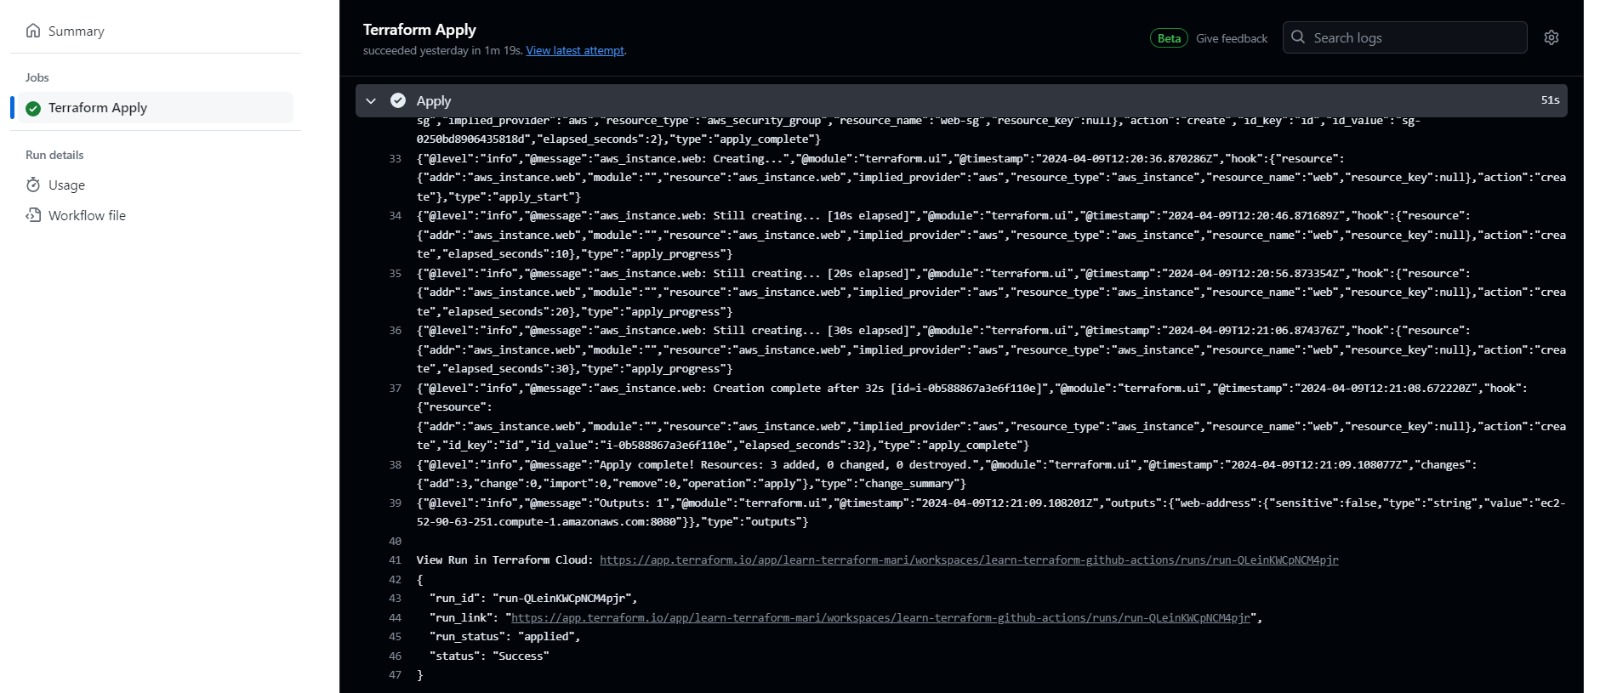 Summary
Jobs
Terraform Apply
Run details
Usage
Workflow file
Terraform Apply
succeeded yesterday in 1m 19s. View latest attempt.
Beta Give feedback
Search logs
Apply 51s
sg","implied_provider":"aws","resource_type":"aws_security_group","resource_name":"web-sg","resource_key":null},"action":"create","id_key":"id","id_value":"sg-
0250bd8906435818d","elapsed_seconds":2},"type":"apply_complete"}
33 {"@level":"info","@message":"aws_instance.web: Creating...","@module":"terraform.ui","@timestamp":"2024-04-09T12:20:36.870286Z","hook":{"resource":
{"addr":"aws_instance.web","module":"","resource":"aws_instance.web","implied_provider":"aws","resource_type":"aws_instance","resource_name":"web","resource_key":null},"action":"crea
te"},"type":"apply_start"}
34 {"@level":"info","@message":"aws_instance.web: Still creating... [10s elapsed]","@module":"terraform.ui","@timestamp":"2024-04-09T12:20:46.871689Z","hook":{"resource":
{"addr":"aws_instance.web","module":"","resource":"aws_instance.web","implied_provider":"aws","resource_type":"aws_instance","resource_name":"web","resource_key":null},"action":"crea
te","elapsed_seconds":10},"type":"apply_progress"}
35 {"@level":"info","@message":"aws_instance.web: Still creating... [20s elapsed]","@module":"terraform.ui","@timestamp":"2024-04-09T12:20:56.873354Z","hook":{"resource":
{"addr":"aws_instance.web","module":"","resource":"aws_instance.web","implied_provider":"aws","resource_type":"aws_instance","resource_name":"web","resource_key":null},"action":"crea
te","elapsed_seconds":20},"type":"apply_progress"}
36 {"@level":"info","@message":"aws_instance.web: Still creating... [30s elapsed]","@module":"terraform.ui","@timestamp":"2024-04-09T12:21:06.874376Z","hook":{"resource":
{"addr":"aws_instance.web","module":"","resource":"aws_instance.web","implied_provider":"aws","resource_type":"aws_instance","resource_name":"web","resource_key":null},"action":"crea
te","elapsed_seconds":30},"type":"apply_progress"}
37 {"@level":"info","@message":"aws_instance.web: Creation complete after 32s [id=i-0b588867a3e6f110e]","@module":"terraform.ui","@timestamp":"2024-04-09T12:21:08.672220Z","hook":
{"resource":
{"addr":"aws_instance.web","module":"","resource":"aws_instance.web","implied_provider":"aws","resource_type":"aws_instance","resource_name":"web","resource_key":null},"action":"crea
te","id_key":"id","id_value":"i-0b588867a3e6f110e","elapsed_seconds":32},"type":"apply_complete"}
38 {"@level":"info","@message":"Apply complete! Resources: 3 added, 0 changed, 0 destroyed.","@module":"terraform.ui","@timestamp":"2024-04-09T12:21:09.108077Z","changes":
{"add":3,"change":0,"import":0,"remove":0,"operation":"apply"},"type":"change_summary"}
39 {"@level":"info","@message":"Outputs: 1","@module":"terraform.ui","@timestamp":"2024-04-09T12:21:09.108201Z","outputs":{"web-address":{"sensitive":false,"type":"string","value":"ec2-
52-90-63-251.compute-1.amazonaws.com:8080"}},"type":"outputs"}
40
41 View Run in Terraform Cloud: https://app.terraform.io/app/learn-terraform-mari/workspaces/learn-terraform-github-actions/runs/run-QLeinKWCpNCM4pjr
42 {
43 "run_id": "run-QLeinKWCpNCM4pjr",
44 "run_link": "https://app.terraform.io/app/learn-terraform-mari/workspaces/learn-terraform-github-actions/runs/run-QLeinKWCpNCM4pjr",
45 "run_status": "applied",
46 "status": "Success"
47 }